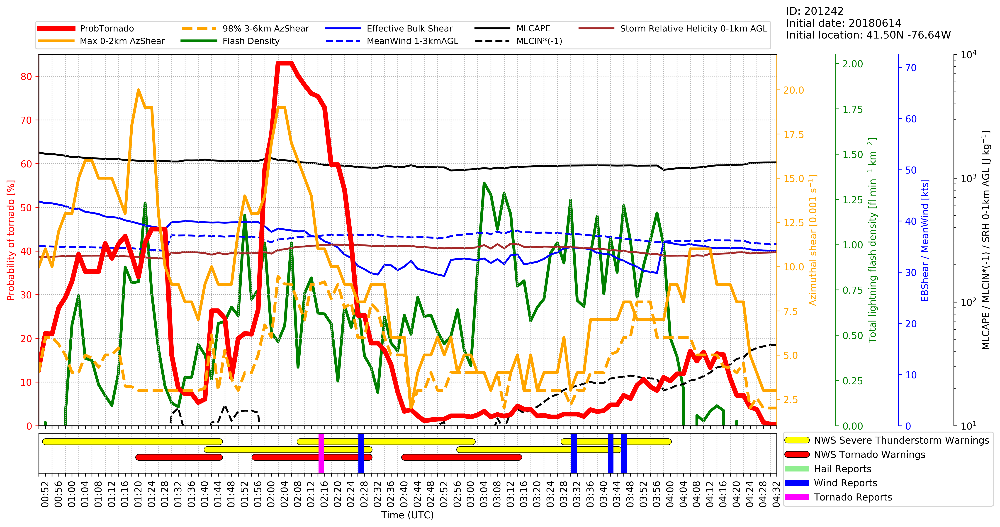 ID: 201242
Initial date: 20180614
Initial location: 41.50N -76.64W
ProbTornado 98% 3-6km AzShear Effective Bulk Shear MLCAPE Storm Relative Helicity 0-1km AGL
Max 0-2km AzShear Flash Density MeanWind 1-3kmAGL MLCIN*(-1)
Probability of tornado [%]
80
70
60
50
40
30
20
10
0
20.0
17.5
15.0
12.5
10.0
7.5
5.0
2.5
Azimuthal shear [0.001 s⁻¹]
2.00
1.75
1.50
1.25
1.00
0.75
0.50
0.25
0.00
Total lightning flash density [fl min⁻¹ km⁻²]
70
60
50
40
30
20
10
0
EBShear / MeanWind [kts]
10⁴
10³
10²
10¹
MLCAPE / MLCIN*(-1) / SRH 0-1km AGL [J kg⁻¹]
NWS Severe Thunderstorm Warnings
NWS Tornado Warnings
Hail Reports
Wind Reports
Tornado Reports
00:52 00:56 01:00 01:04 01:08 01:12 01:16 01:20 01:24 01:28 01:32 01:36 01:40 01:44 01:48 01:52 01:56 02:00 02:04 02:08 02:12 02:16 02:20 02:24 02:28 02:32 02:36 02:40 02:44 02:48 02:52 02:56 03:00 03:04 03:08 03:12 03:16 03:20 03:24 03:28 03:32 03:36 03:40 03:44 03:48 03:52 03:56 04:00 04:04 04:08 04:12 04:16 04:20 04:24 04:28 04:32
Time (UTC)